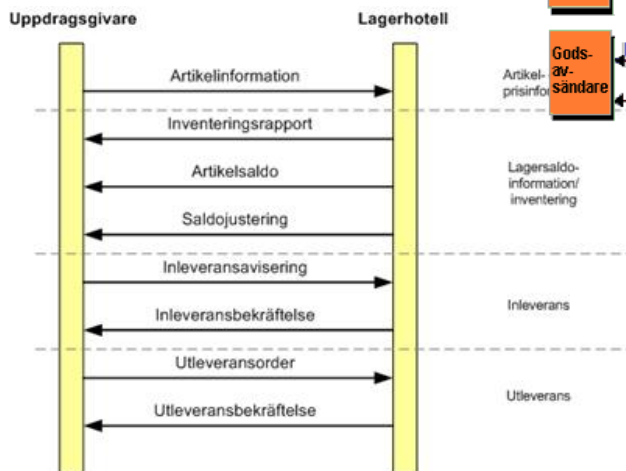 Uppdragsgivare
Lagerhotell
Gods-
av-
sändare
Artikelinformation
Artikel-
Inventeringsrapport
Artikelsaldo
Lagersaldo-
information/
inventering
Saldojustering
Inleveransavisering
Inleveransbekräftelse
Inleverans
Utleveransorder
Utleveransbekräftelse
Utleverans